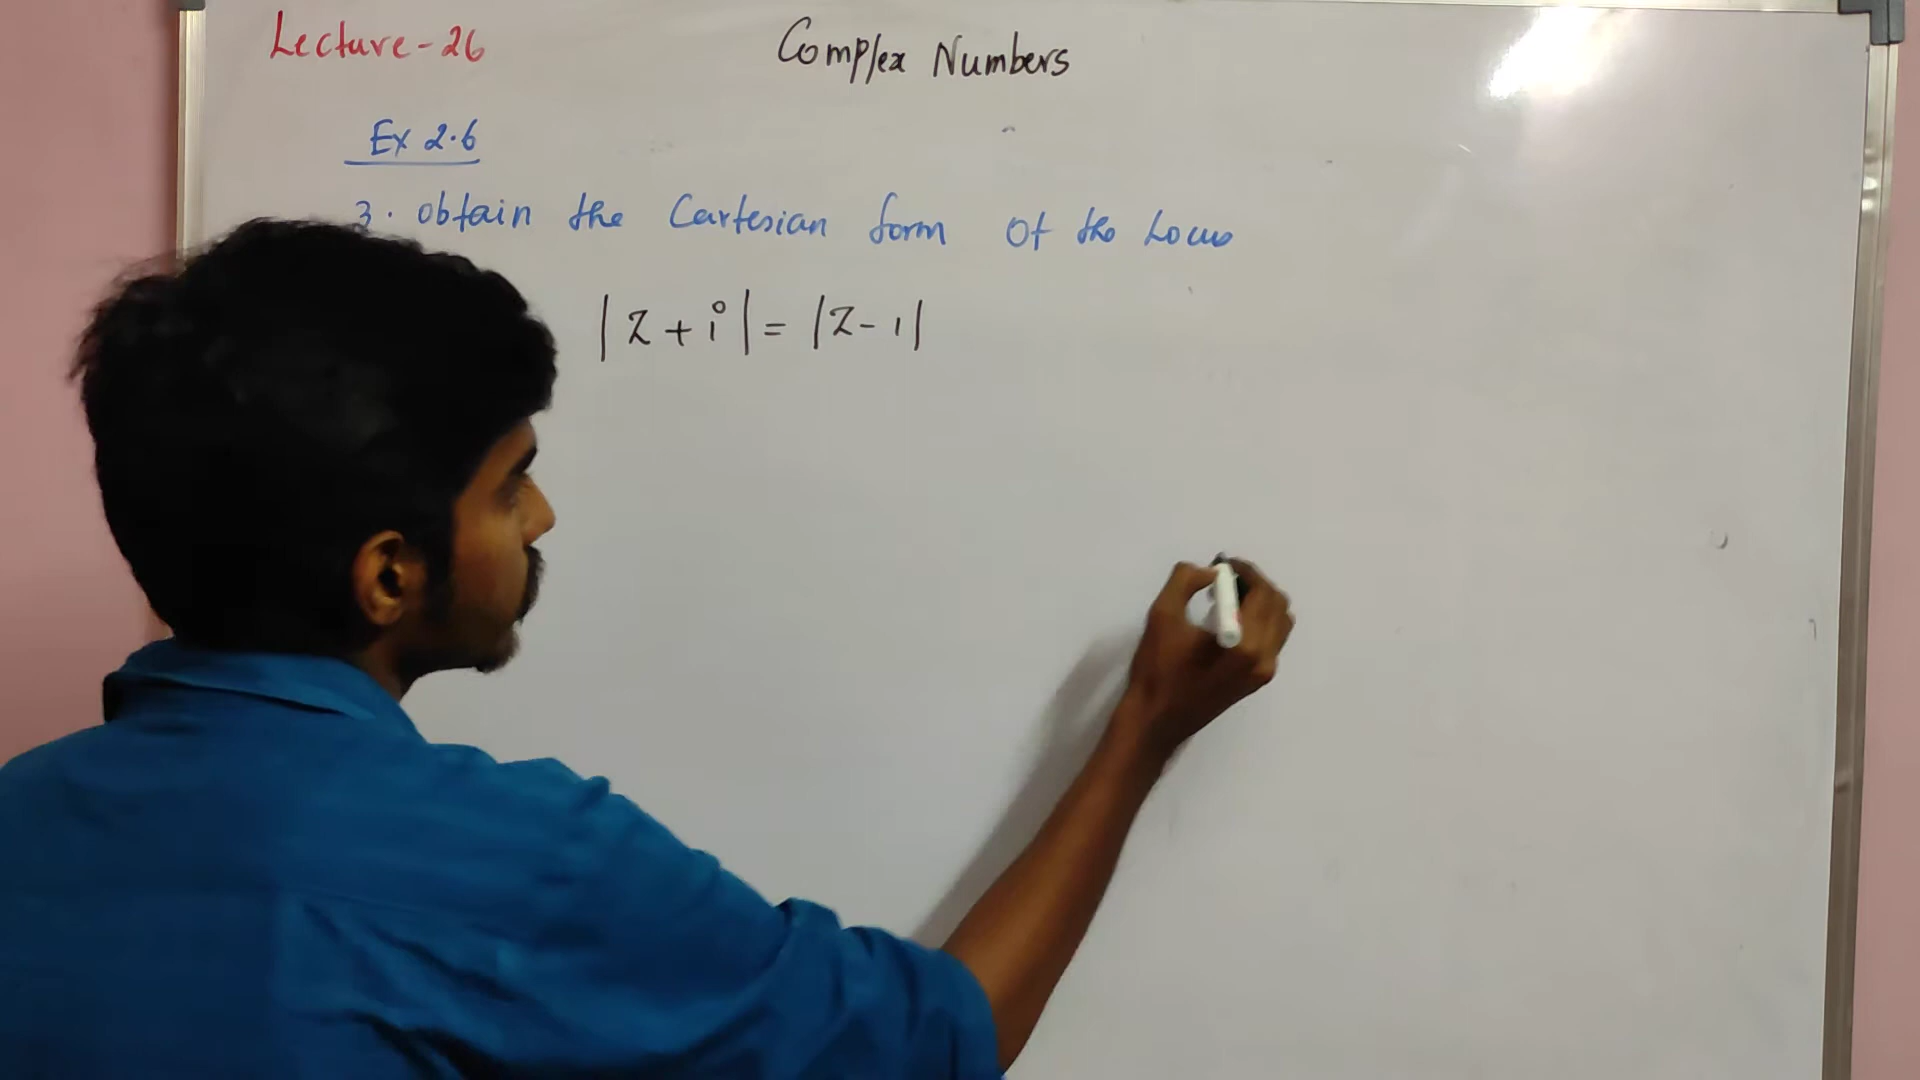 Lecture-26
Complex Numbers
Ex 2.6
3. obtain the Cartesian form of the Locus
|z+i| = |z-1|